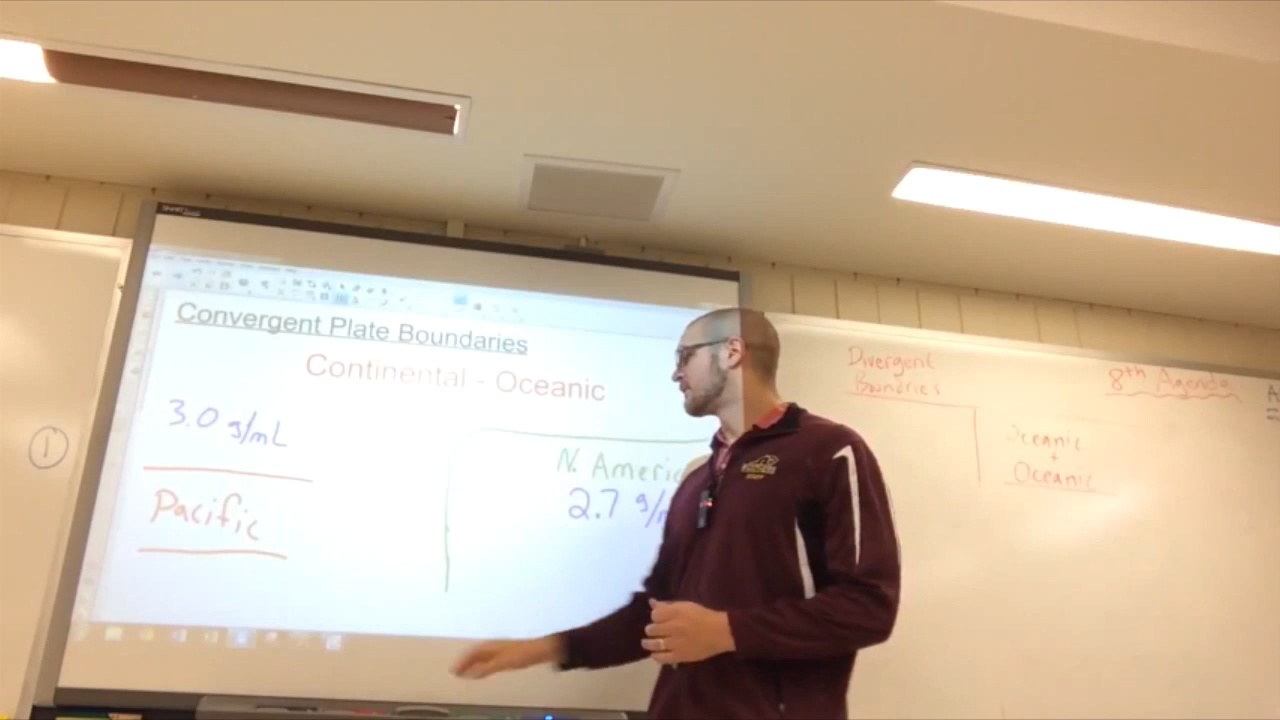 Convergent Plate Boundaries
Continental - Oceanic
3.0 g/mL
Pacific
N. Americ
2.7 g/m
1
Divergent
Boundries
8th Agenda
Oceanic
+
Oceanic
STAFF